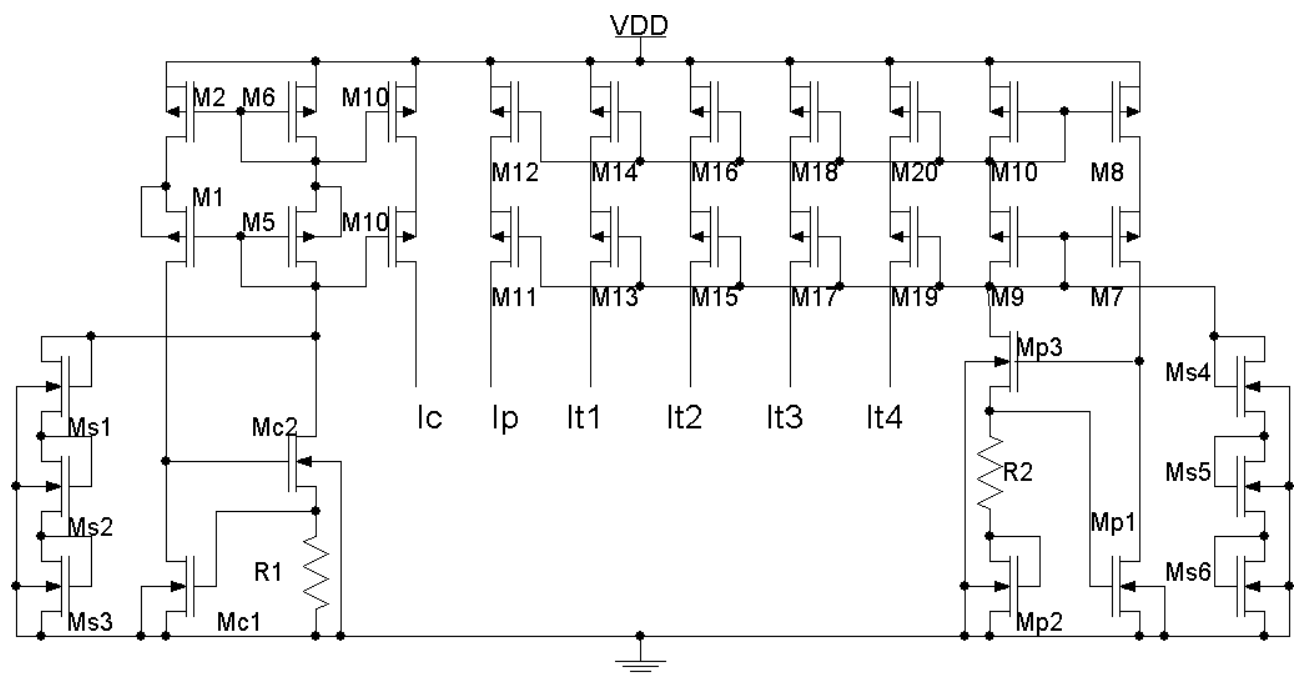 VDD
M2 M6 M10
M12 M14 M16 M18 M20 M10 M8
M1 M5 M10
M11 M13 M15 M17 M19 M9 M7
Mp3 Ms4
Ic Ip It1 It2 It3 It4
Ms1 Mc2
R2 Ms5
Ms2 Mp1
R1 Ms6
Ms3 Mc1 Mp2